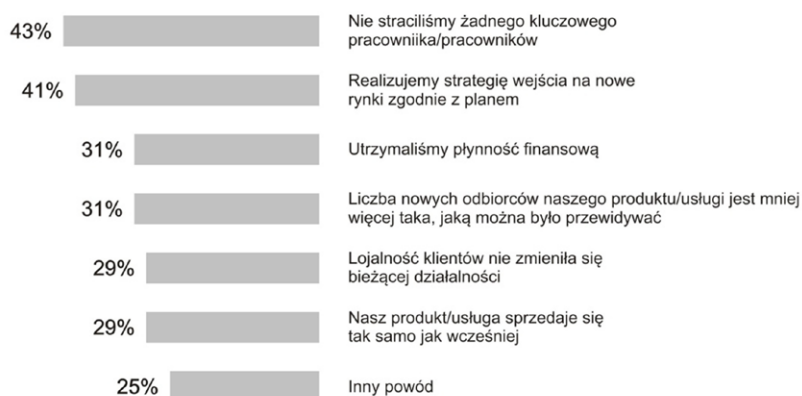 43%
Nie straciliśmy żadnego kluczowego
pracowniika/pracowników
41%
Realizujemy strategię wejścia na nowe
rynki zgodnie z planem
31%
Utrzymaliśmy płynność finansową
31%
Liczba nowych odbiorców naszego produktu/usługi jest mniej
więcej taka, jaką można było przewidywać
29%
Lojalność klientów nie zmieniła się
bieżącej działalności
29%
Nasz produkt/usługa sprzedaje się
tak samo jak wcześniej
25%
Inny powód